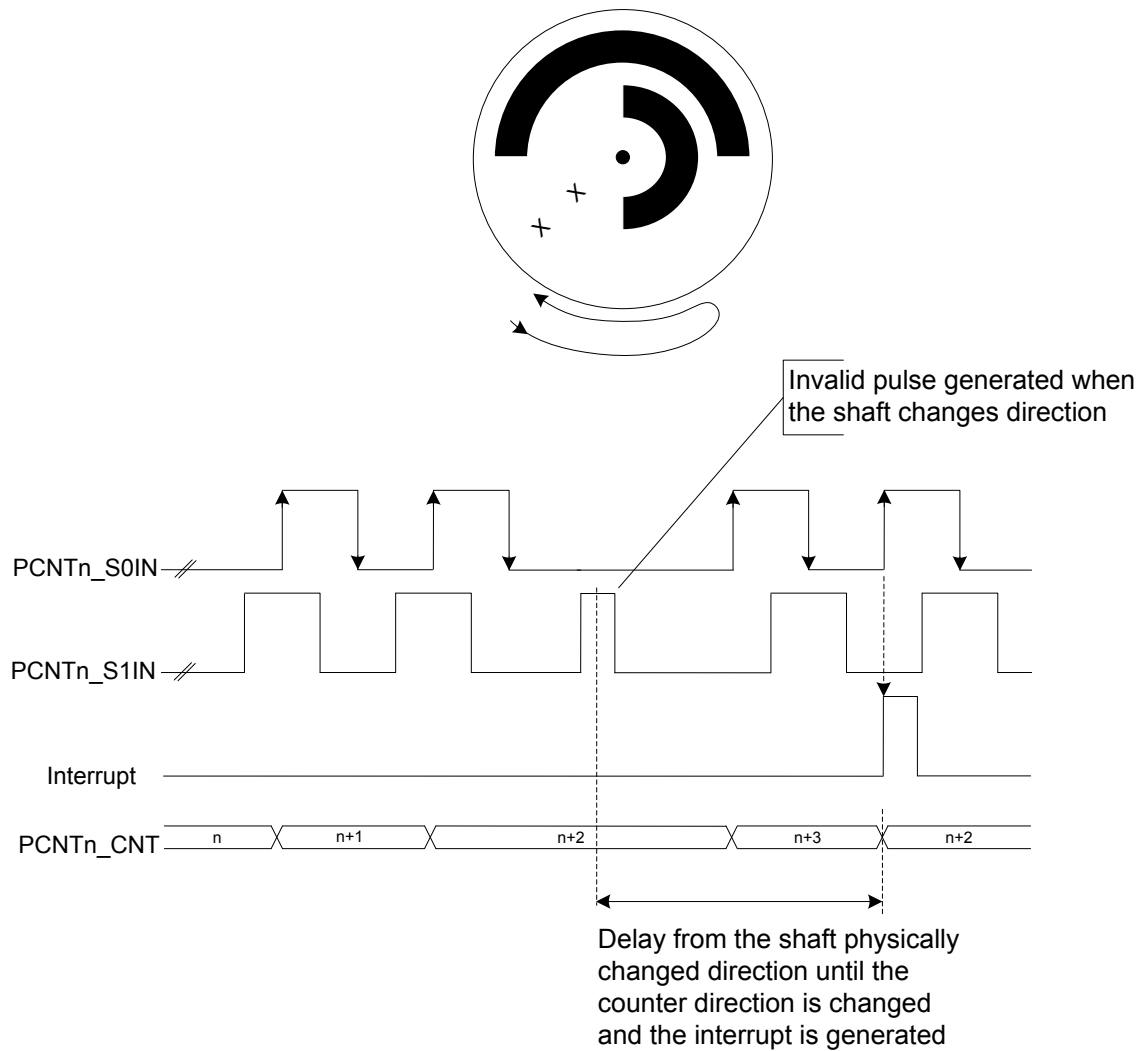 X
X
Invalid pulse generated when
the shaft changes direction
PCNTn_S0IN
PCNTn_S1IN
Interrupt
PCNTn_CNT
n
n+1
n+2
n+3
n+2
Delay from the shaft physically
changed direction until the
counter direction is changed
and the interrupt is generated